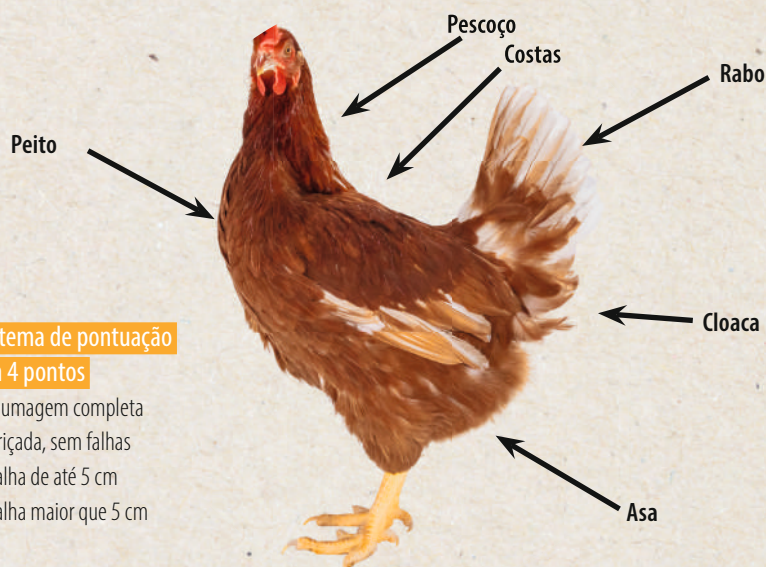 Pescoço
Costas
Rabo
Peito
Cloaca
Asa
tema de pontuação
4 pontos
umagem completa
riçada, sem falhas
alha de até 5 cm
alha maior que 5 cm